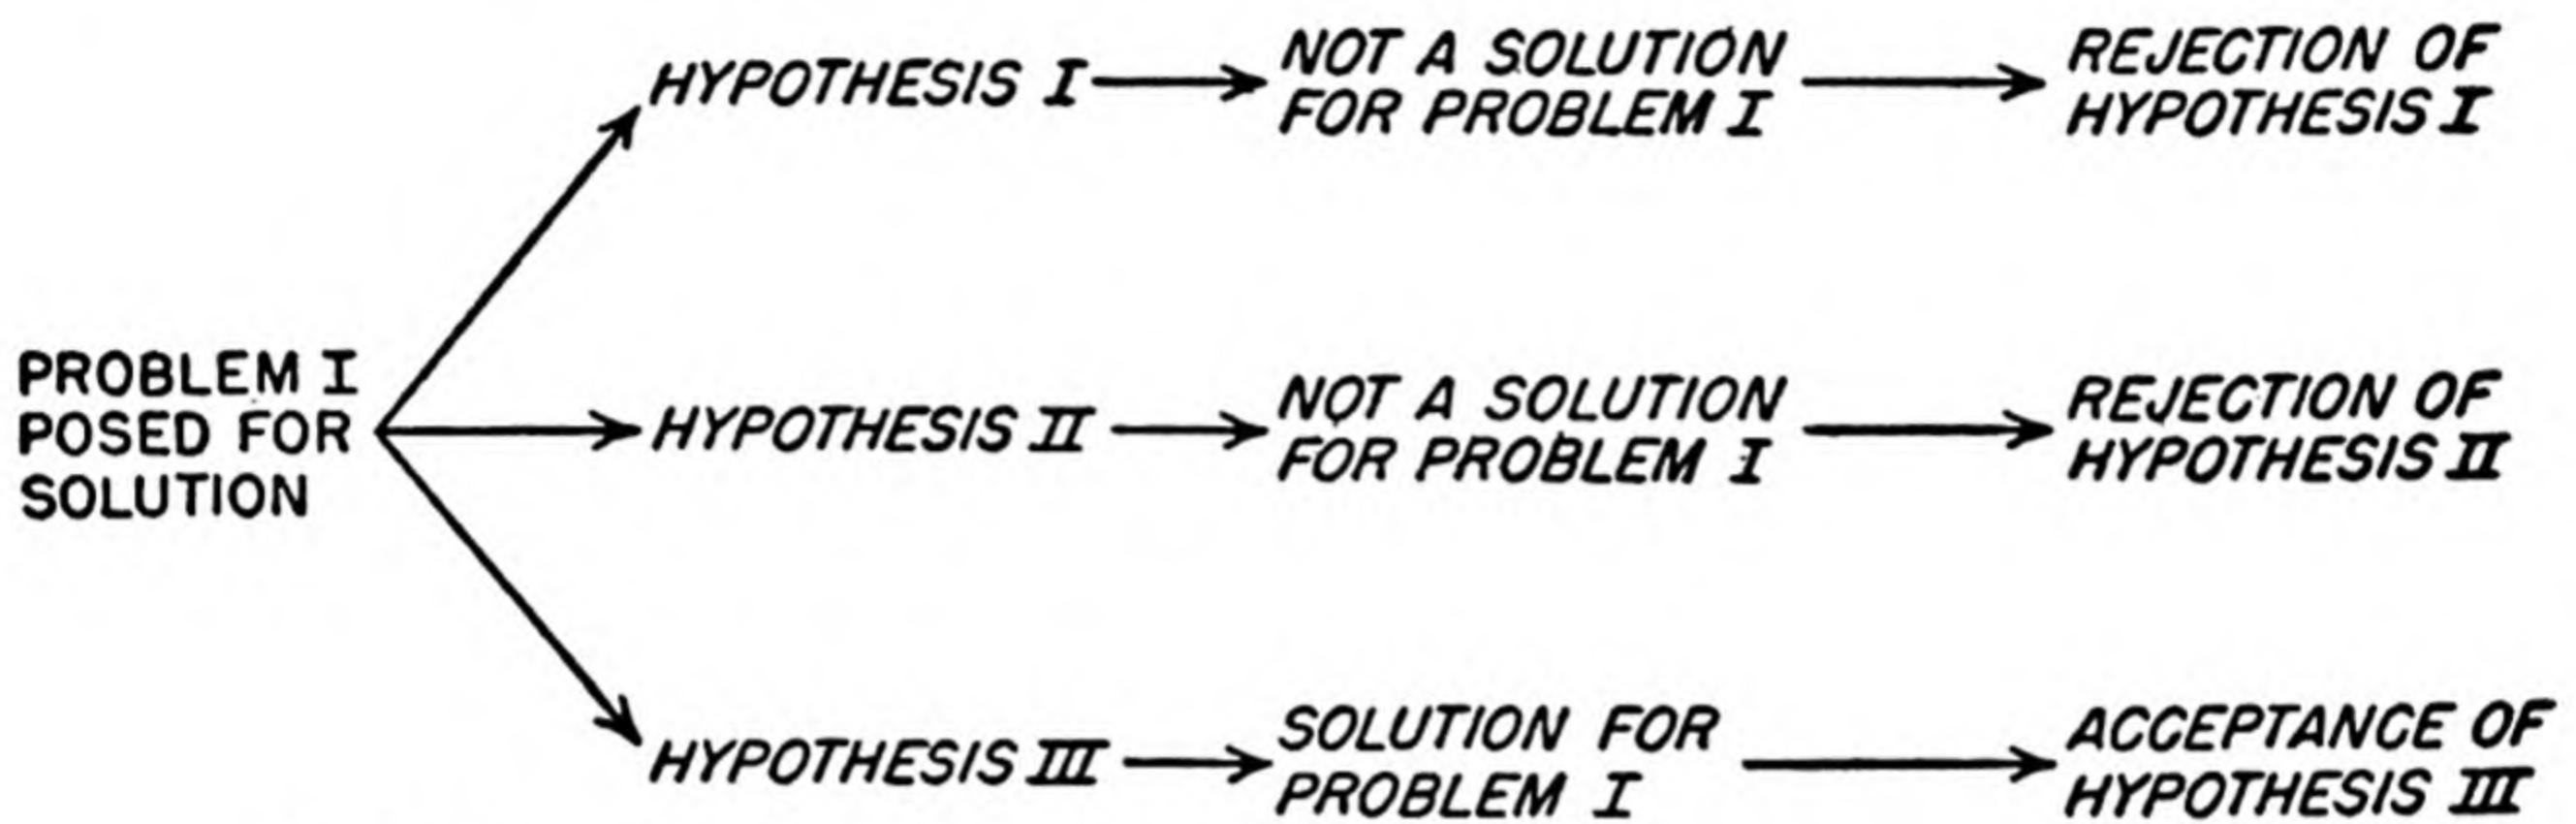 HYPOTHESIS I
NOT A SOLUTION
FOR PROBLEM I
REJECTION OF
HYPOTHESIS I
PROBLEM I
POSED FOR
SOLUTION
HYPOTHESIS II
NOT A SOLUTION
FOR PROBLEM I
REJECTION OF
HYPOTHESIS II
HYPOTHESIS III
SOLUTION FOR
PROBLEM I
ACCEPTANCE OF
HYPOTHESIS III